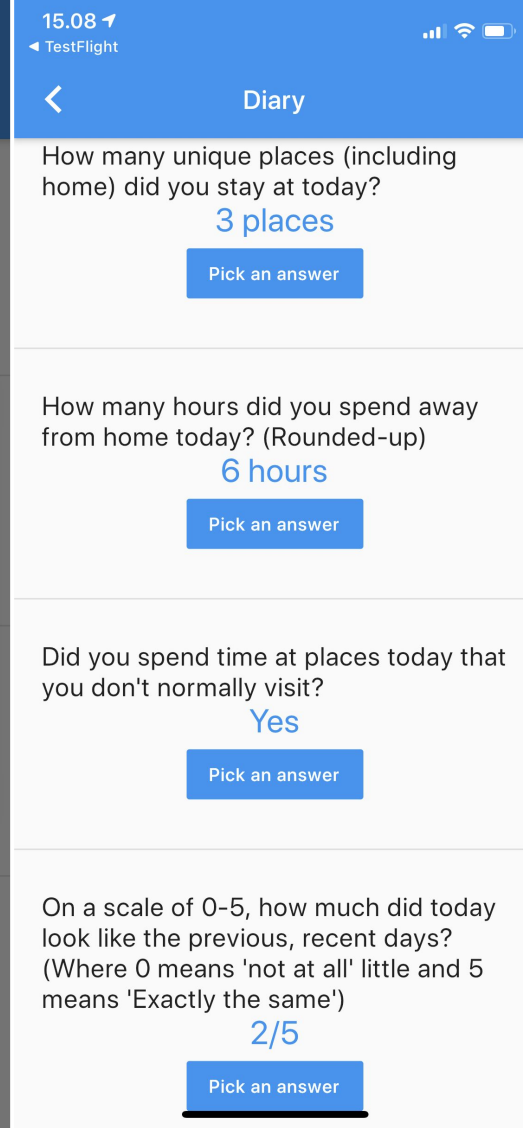 15.08
TestFlight
Diary
How many unique places (including
home) did you stay at today?
3 places
Pick an answer
How many hours did you spend away
from home today? (Rounded-up)
6 hours
Pick an answer
Did you spend time at places today that
you don't normally visit?
Yes
Pick an answer
On a scale of 0-5, how much did today
look like the previous, recent days?
(Where 0 means 'not at all' little and 5
means 'Exactly the same')
2/5
Pick an answer